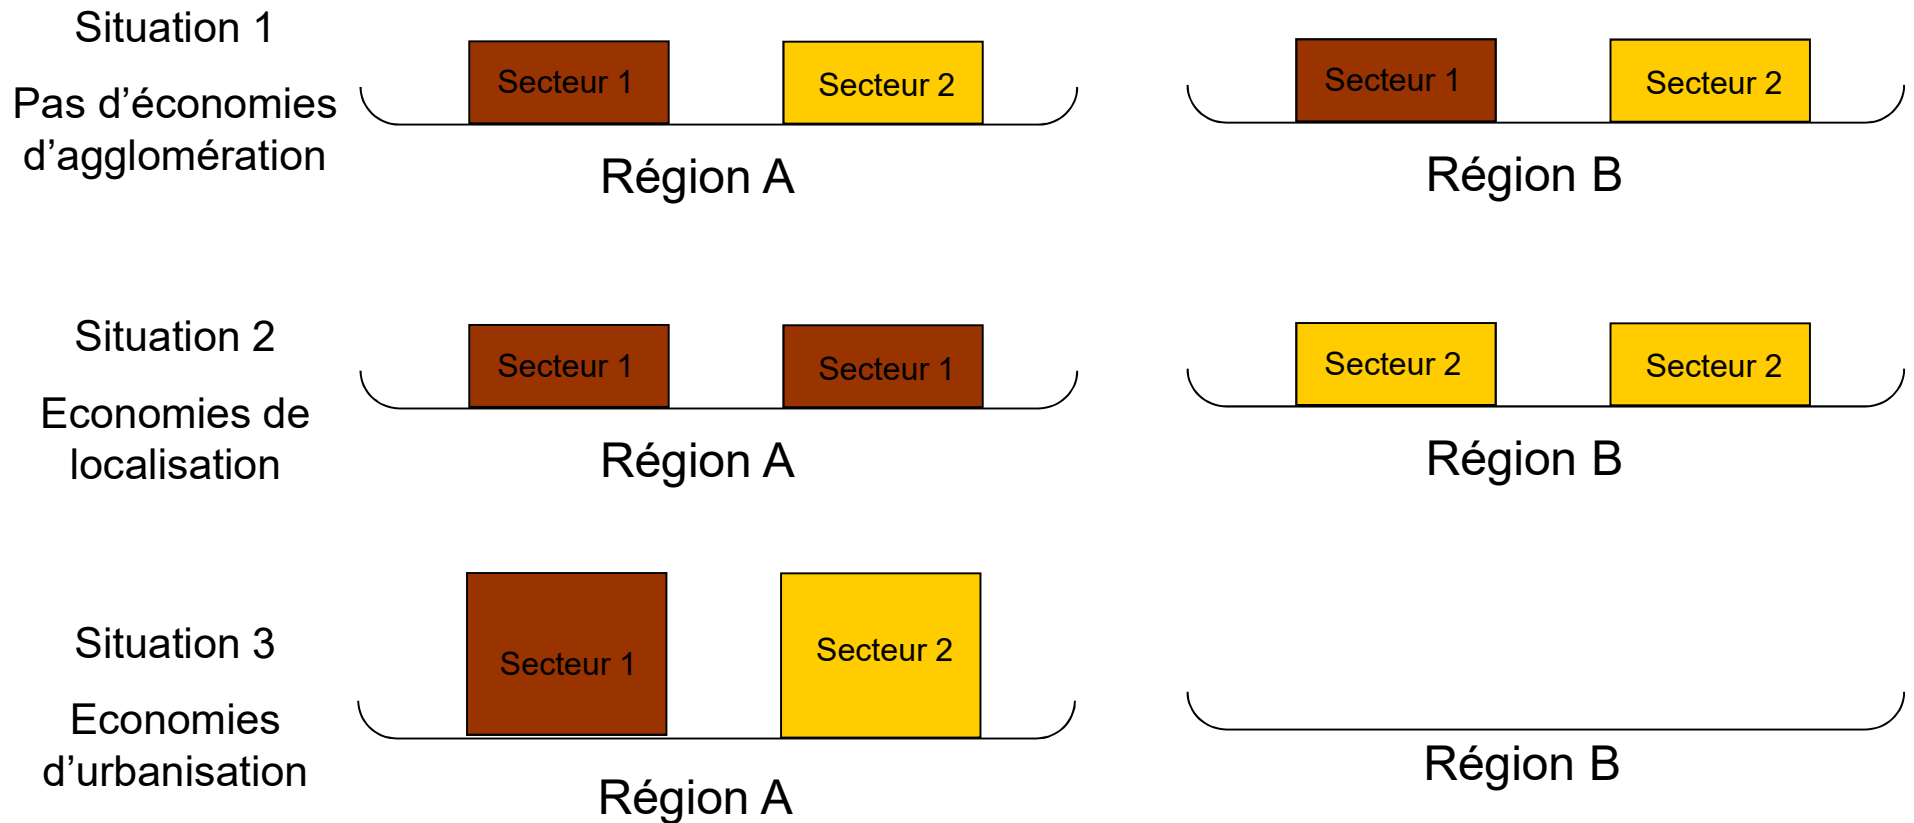 Situation 1
Pas d’économies
d’agglomération
Secteur 1
Secteur 2
Région A
Secteur 1
Secteur 2
Région B
Situation 2
Economies de
localisation
Secteur 1
Secteur 1
Région A
Secteur 2
Secteur 2
Région B
Situation 3
Economies
d’urbanisation
Secteur 1
Secteur 2
Région A
Région B